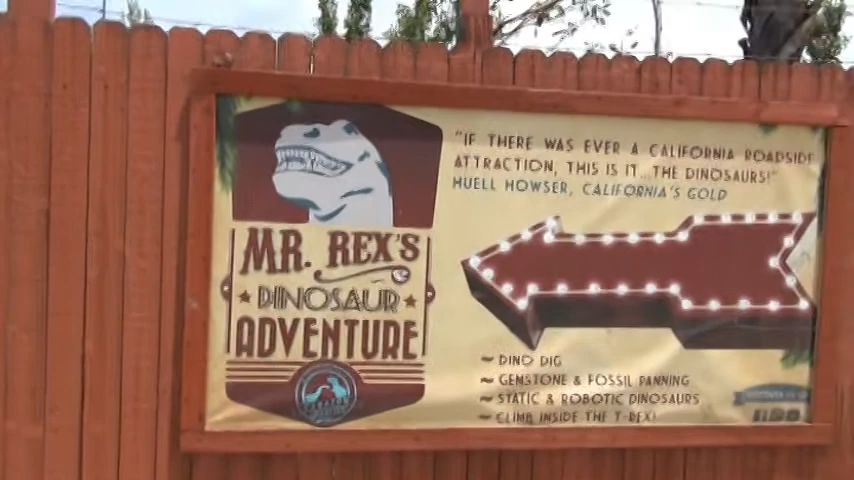 "IF THERE WAS EVER A CALIFORNIA ROADSIDE
ATTRACTION, THIS IS IT...THE DINOSAURS!"
HUELL HOWSER, CALIFORNIA'S GOLD
MR. REX'S
DINOSAUR
ADVENTURE
~ DINO DIG
~ GEMSTONE & FOSSIL PANNING
~ STATIC & ROBOTIC DINOSAURS
~ CLIMB INSIDE THE T-REX!